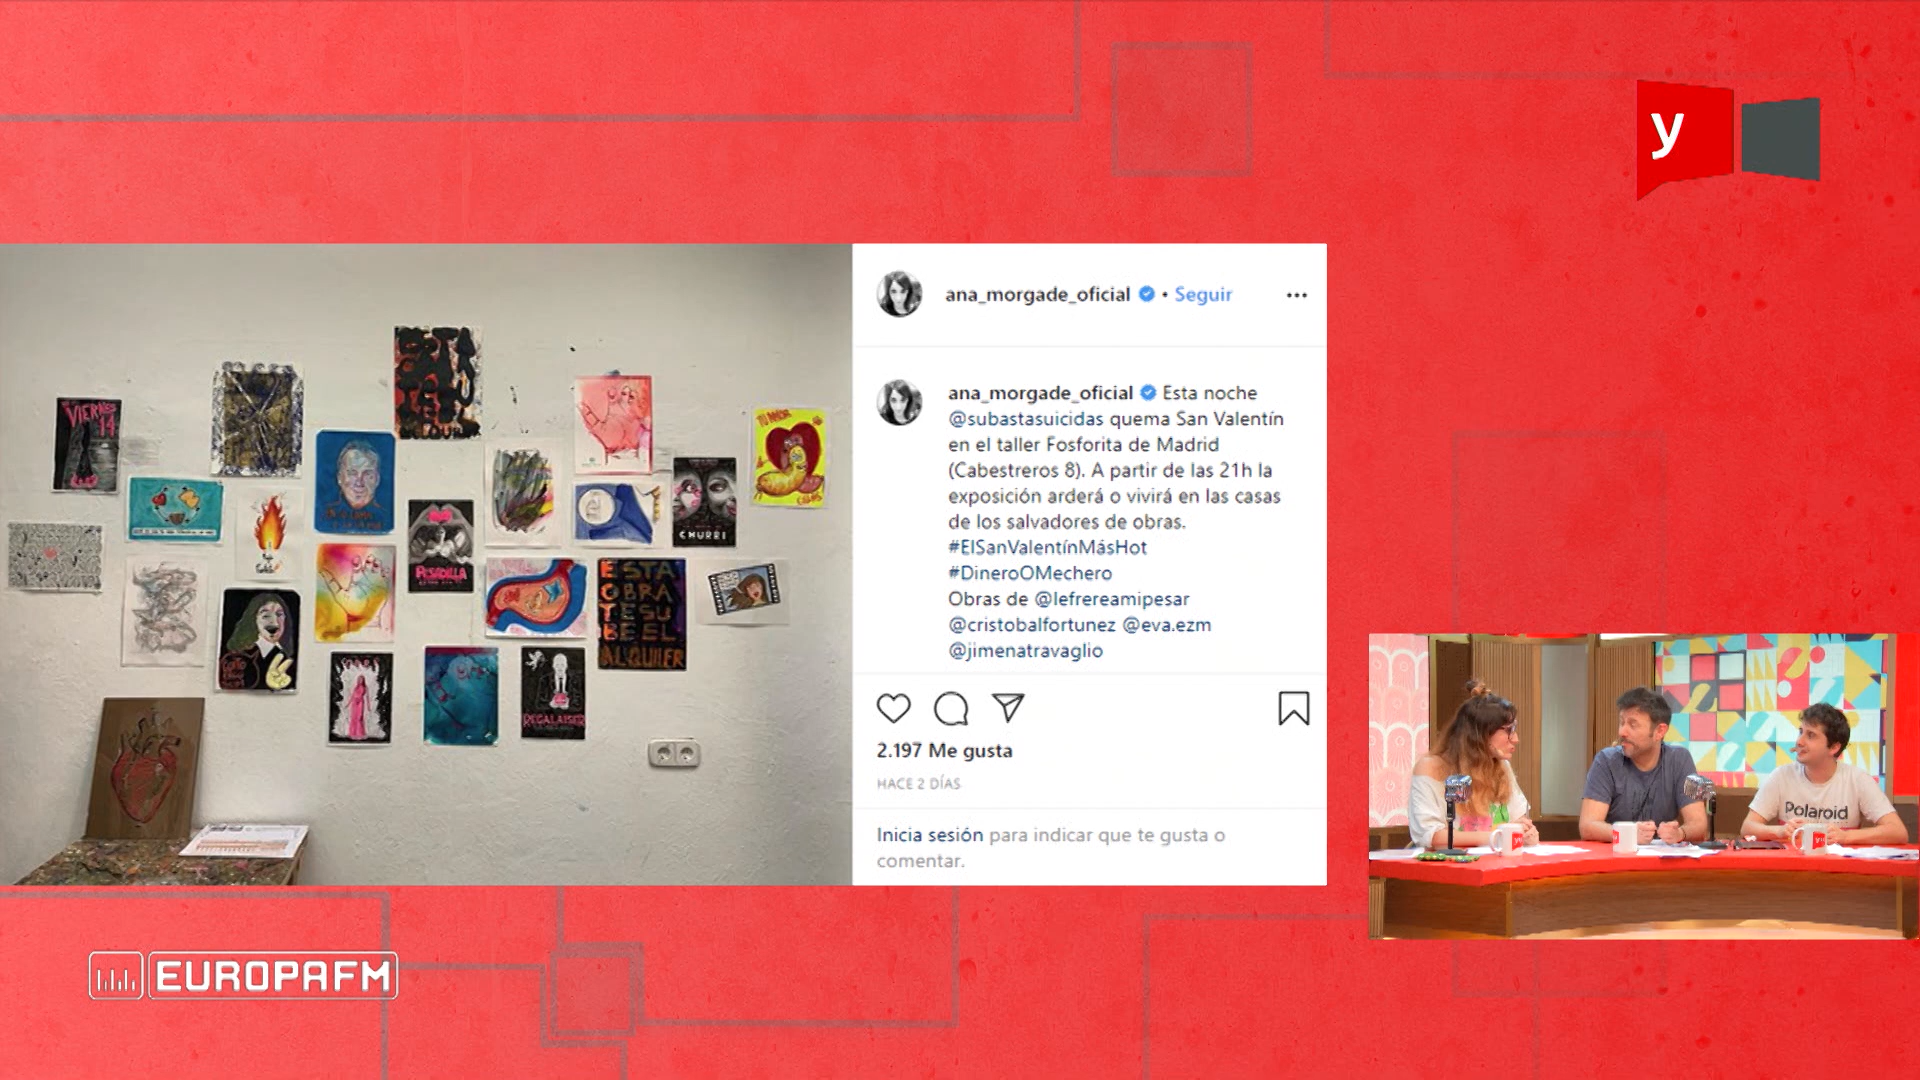 y
ana_morgade_oficial • Seguir
ana_morgade_oficial Esta noche
@subastasuicidas quema San Valentín
en el taller Fosforita de Madrid
(Cabestreros 8). A partir de las 21h la
exposición arderá o vivirá en las casas
de los salvadores de obras.
#ElSanValentínMásHot
#DineroOMechero
Obras de @lefrereamipesar
@cristobalfortunez @eva.ezm
@jimenatravaglio
2.197 Me gusta
HACE 2 DÍAS
Inicia sesión para indicar que te gusta o
comentar.
VIERNES
14
TU AMOR
CHURRI
PESADILLA
ESTA
OBRA
TE SU
BE EL
ALQUILER
REGALAISER
Polaroid
EUROPAFM